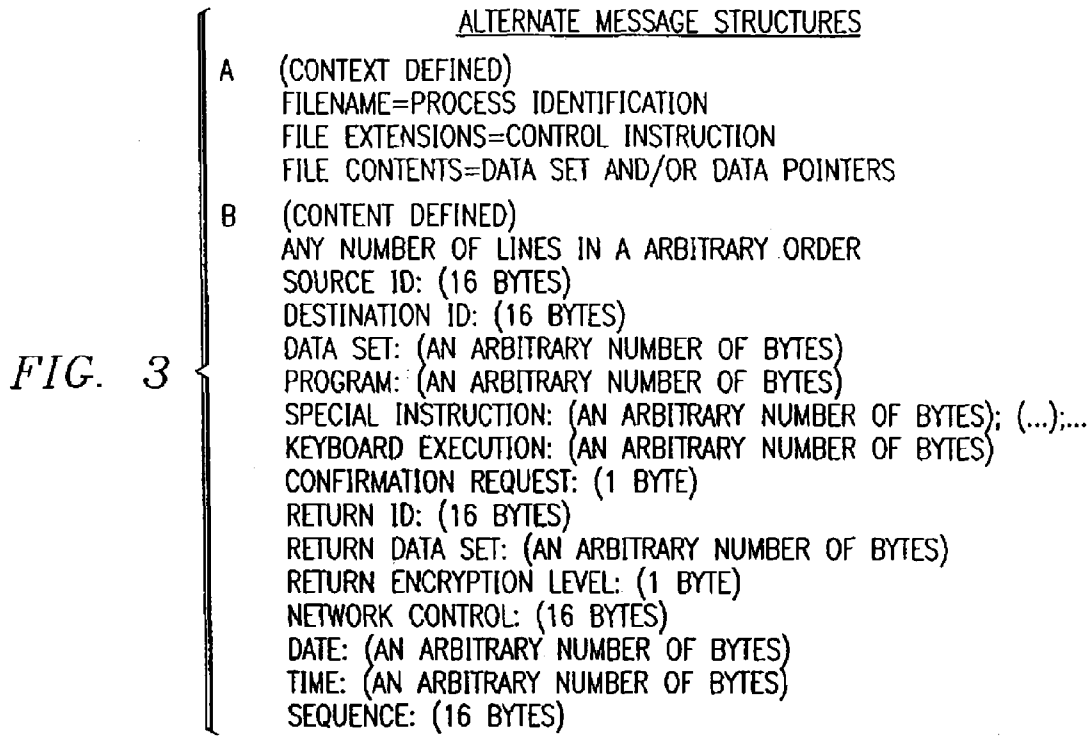 ALTERNATE MESSAGE STRUCTURES
A (CONTEXT DEFINED)
FILENAME=PROCESS IDENTIFICATION
FILE EXTENSIONS=CONTROL INSTRUCTION
FILE CONTENTS=DATA SET AND/OR DATA POINTERS
B (CONTENT DEFINED)
ANY NUMBER OF LINES IN A ARBITRARY ORDER
SOURCE ID: (16 BYTES)
DESTINATION ID: (16 BYTES)
DATA SET: (AN ARBITRARY NUMBER OF BYTES)
FIG. 3
PROGRAM: (AN ARBITRARY NUMBER OF BYTES)
SPECIAL INSTRUCTION: (AN ARBITRARY NUMBER OF BYTES); (...);...
KEYBOARD EXECUTION: (AN ARBITRARY NUMBER OF BYTES)
CONFIRMATION REQUEST: (1 BYTE)
RETURN ID: (16 BYTES)
RETURN DATA SET: (AN ARBITRARY NUMBER OF BYTES)
RETURN ENCRYPTION LEVEL: (1 BYTE)
NETWORK CONTROL: (16 BYTES)
DATE: (AN ARBITRARY NUMBER OF BYTES)
TIME: (AN ARBITRARY NUMBER OF BYTES)
SEQUENCE: (16 BYTES)